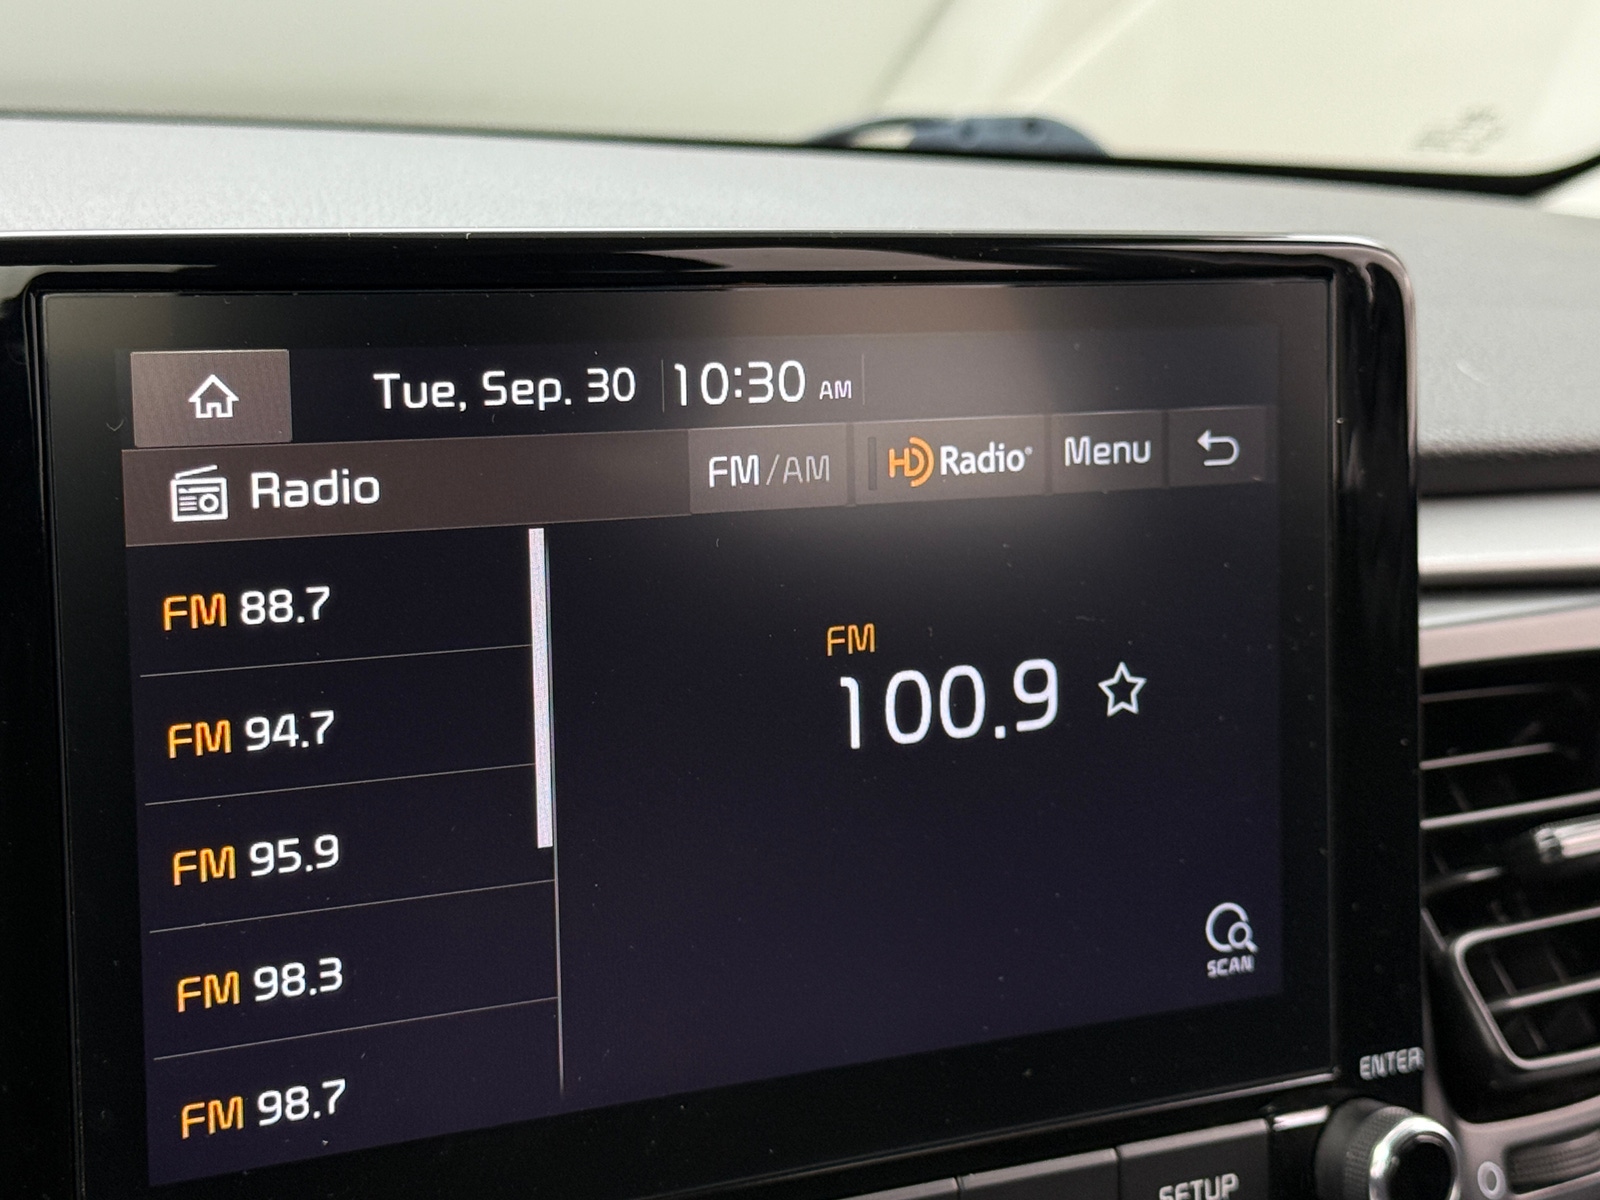 Tue, Sep. 30 10:30 AM
Radio FM/AM HD Radio® Menu
FM 88.7
FM 94.7
FM 95.9
FM 98.3
FM 98.7
FM
100.9
SCAN
ENTER
SETUP